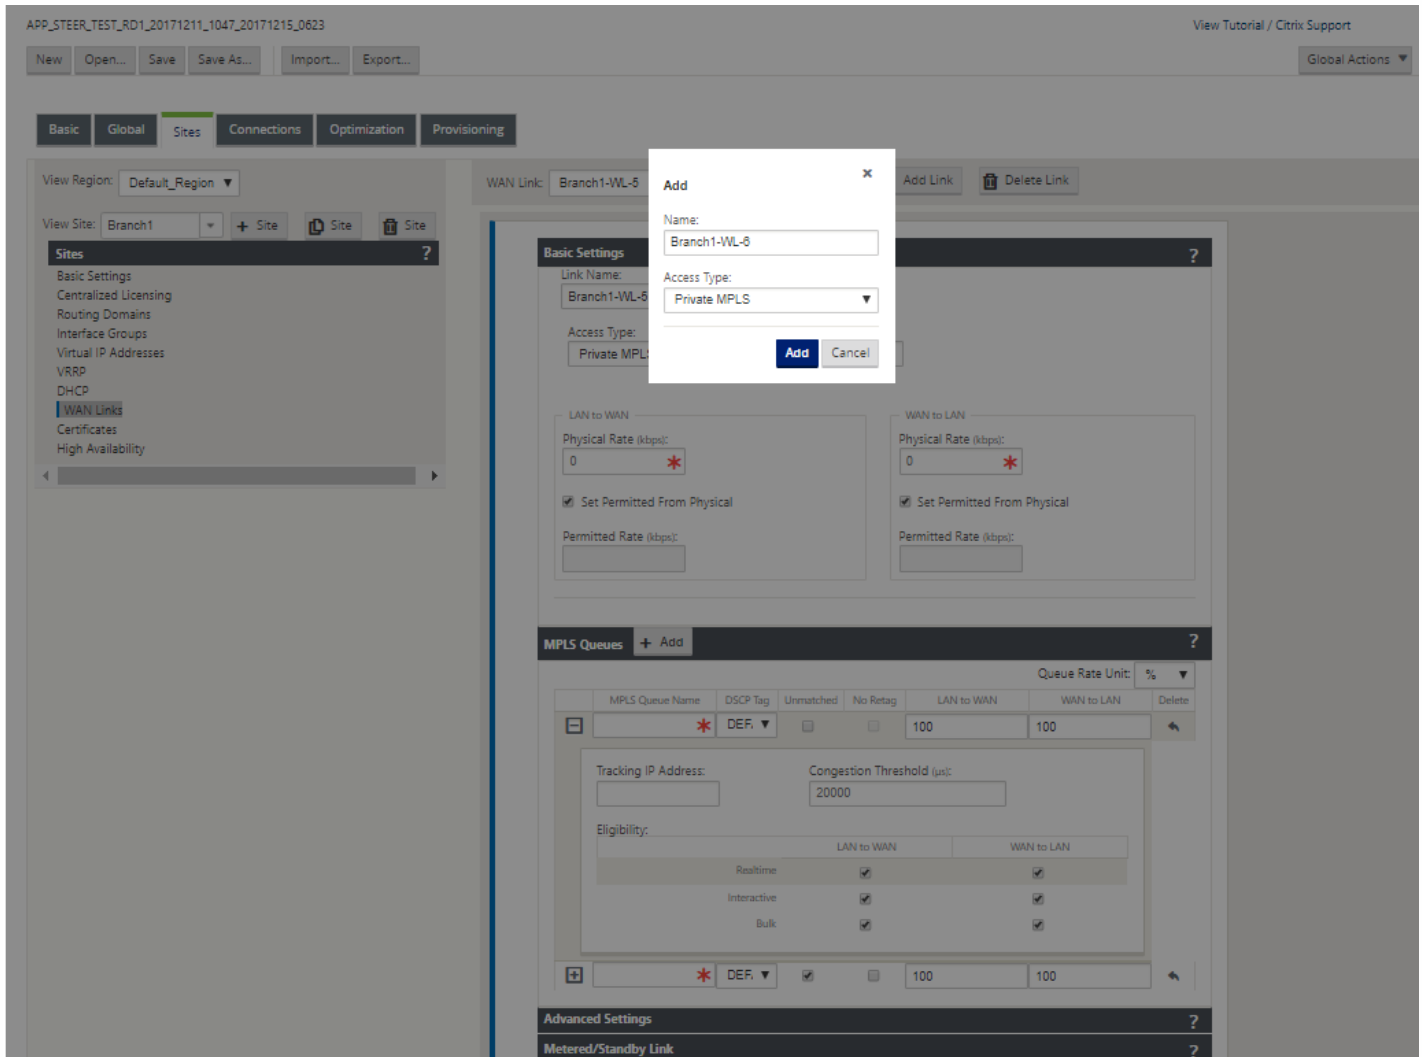 APP_STEER_TEST_RD1_20171211_1047_20171215_0623
View Tutorial / Citrix Support
New Open... Save Save As... Import... Export...
Global Actions
Basic Global Sites Connections Optimization Provisioning
View Region: Default_Region
WAN Link: Branch1-WL-5
Add Link Delete Link
View Site: Branch1 + Site Site Site
Sites ?
Basic Settings
Centralized Licensing
Routing Domains
Interface Groups
Virtual IP Addresses
VRRP
DHCP
WAN Links
Certificates
High Availability
Add ×
Name:
Branch1-WL-6
Access Type:
Private MPLS
Add Cancel
Basic Settings ?
Link Name:
Branch1-WL-5
Access Type:
Private MPL
LAN to WAN
Physical Rate (kbps):
0 *
Set Permitted From Physical
Permitted Rate (kbps):
WAN to LAN
Physical Rate (kbps):
0 *
Set Permitted From Physical
Permitted Rate (kbps):
MPLS Queues + Add ?
Queue Rate Unit: %
MPLS Queue Name DSCP Tag Unmatched No Retag LAN to WAN WAN to LAN Delete
* DEF. 100 100
Tracking IP Address: Congestion Threshold (µs):
20000
Eligibility:
LAN to WAN WAN to LAN
Realtime
Interactive
Bulk
* DEF. 100 100
Advanced Settings ?
Metered/Standby Link ?